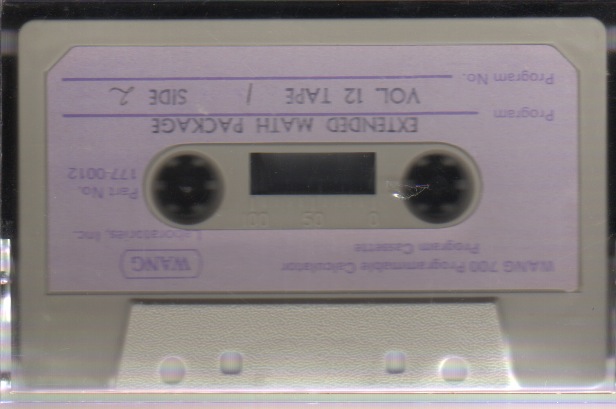 WANG 700 Programmable Calculator
Program Cassette
WANG
Laboratories, Inc.
0 50 100
Part No.
177-0012
EXTENDED MATH PACKAGE
Program
VOL 12 TAPE / SIDE 2
Program No.